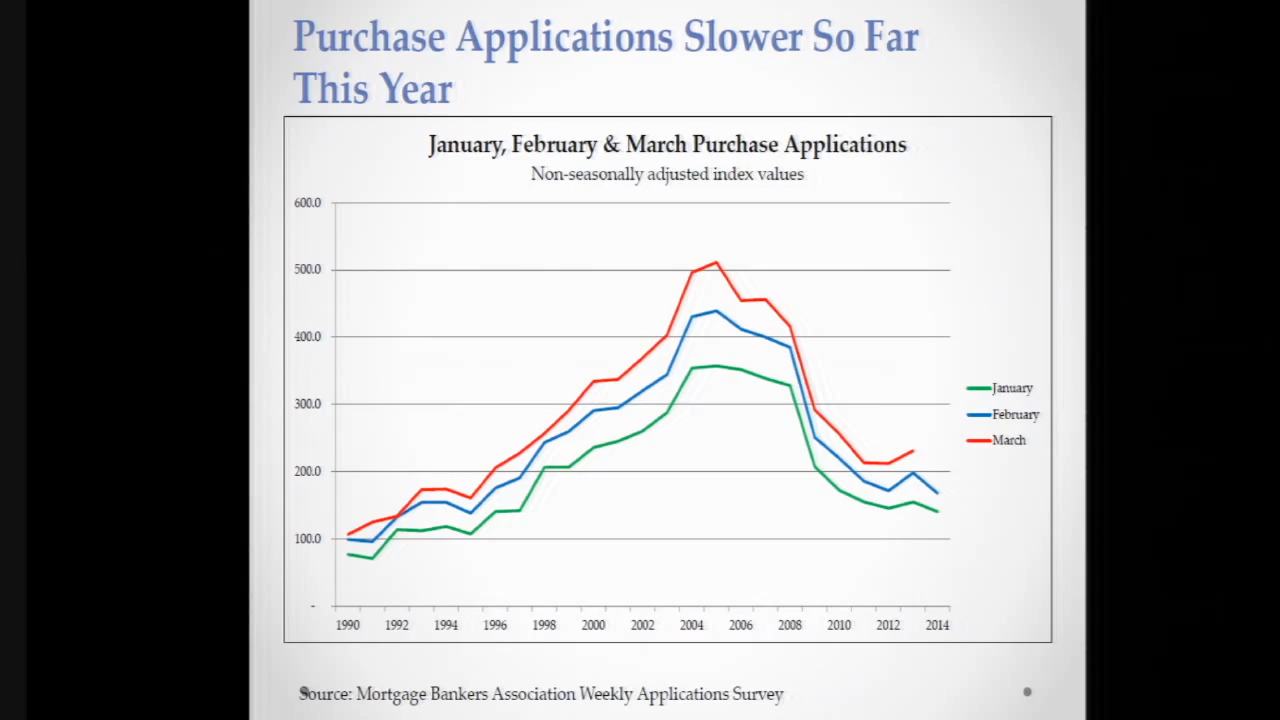 Purchase Applications Slower So Far
This Year
January, February & March Purchase Applications
Non-seasonally adjusted index values
600.0
500.0
400.0
300.0
200.0
100.0
-
1990 1992 1994 1996 1998 2000 2002 2004 2006 2008 2010 2012 2014
January
February
March
Source: Mortgage Bankers Association Weekly Applications Survey